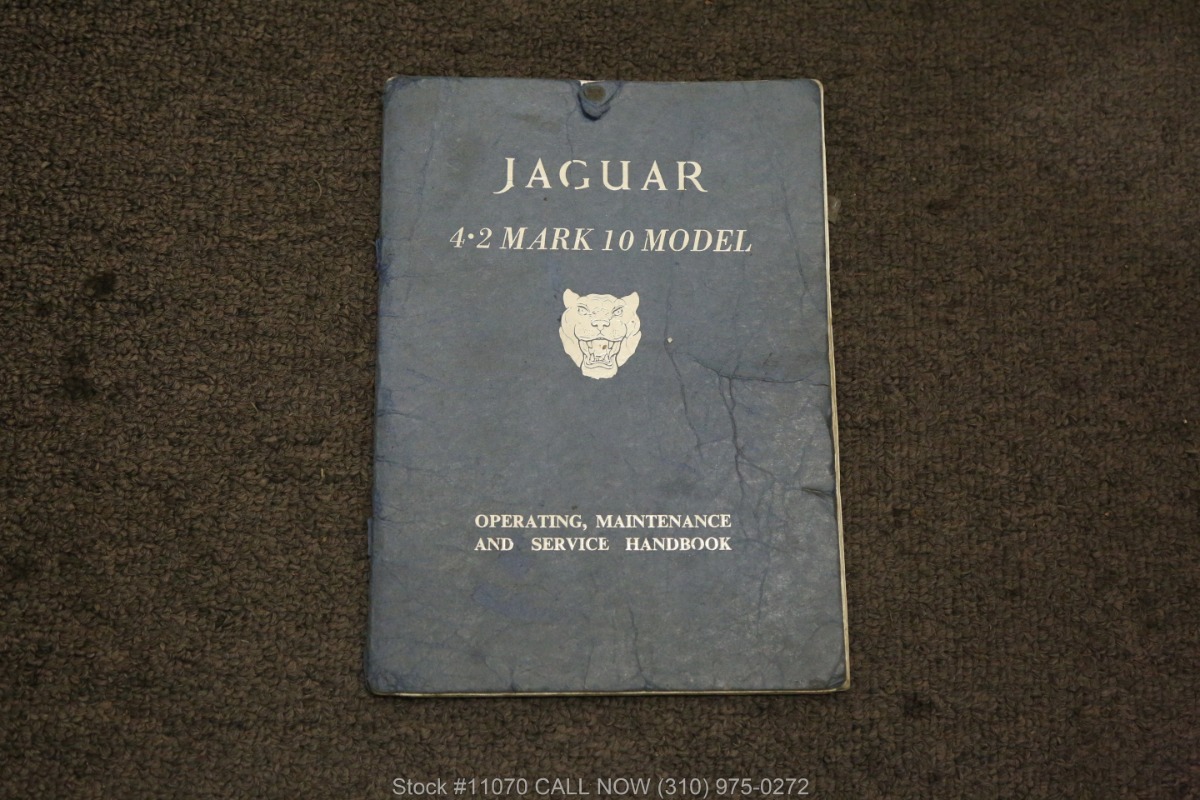 JAGUAR
4·2 MARK 10 MODEL
OPERATING, MAINTENANCE
AND SERVICE HANDBOOK
Stock #11070 CALL NOW (310) 975-0272